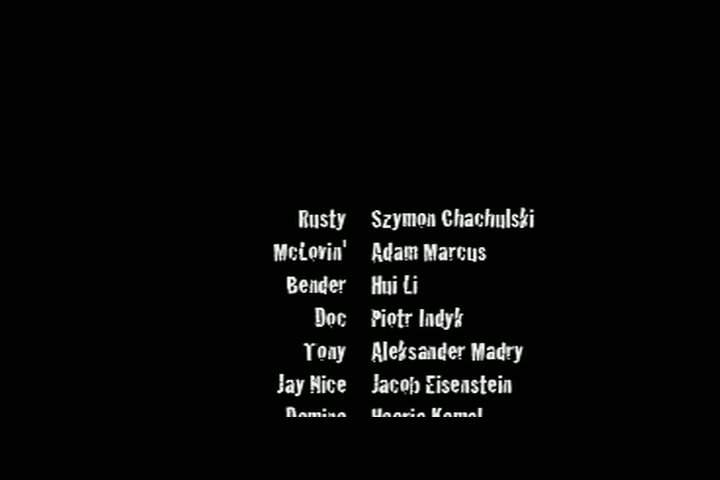 Rusty Szymon Chachulski
McLovin' Adam Marcus
Bender Hui Li
Doc Piotr Indyk
Tony Aleksander Madry
Jay Nice Jacob Eisenstein